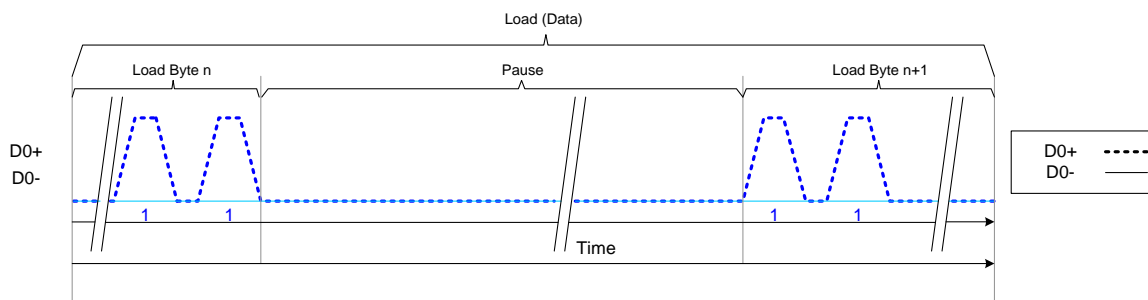 Load (Data)
Load Byte n
Pause
Load Byte n+1
D0+
D0-
1 1 1 1
Time
D0+
D0-